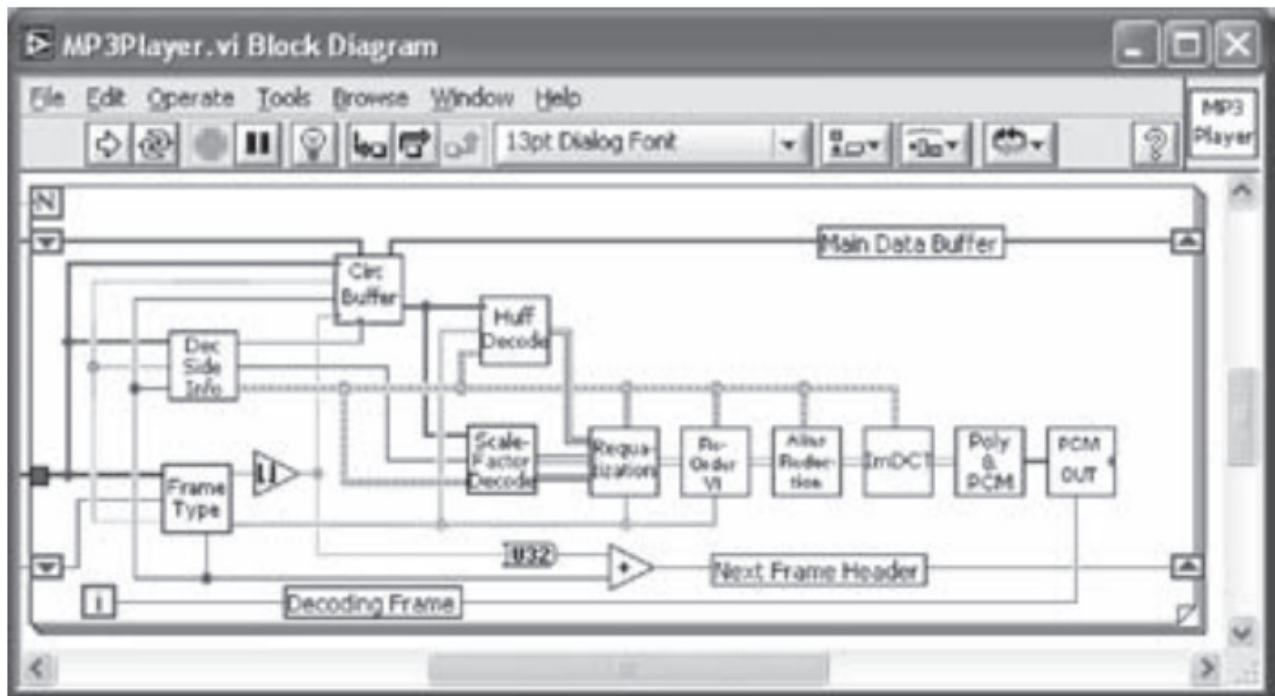 MP3Player.vi Block Diagram
File Edit Operate Tools Browse Window Help
MP3
Player
13pt Dialog Font
N
Main Data Buffer
Circ
Buffer
Huff
Decode
Dec
Side
Info
Scale-
Factor
Decode
Requa-
tization
Re-
Order
VI
Alias
Reduc-
tion
ImDCT
Poly
&
PCM
PCM
OUT
Frame
Type
U32
+
Next Frame Header
i
Decoding Frame